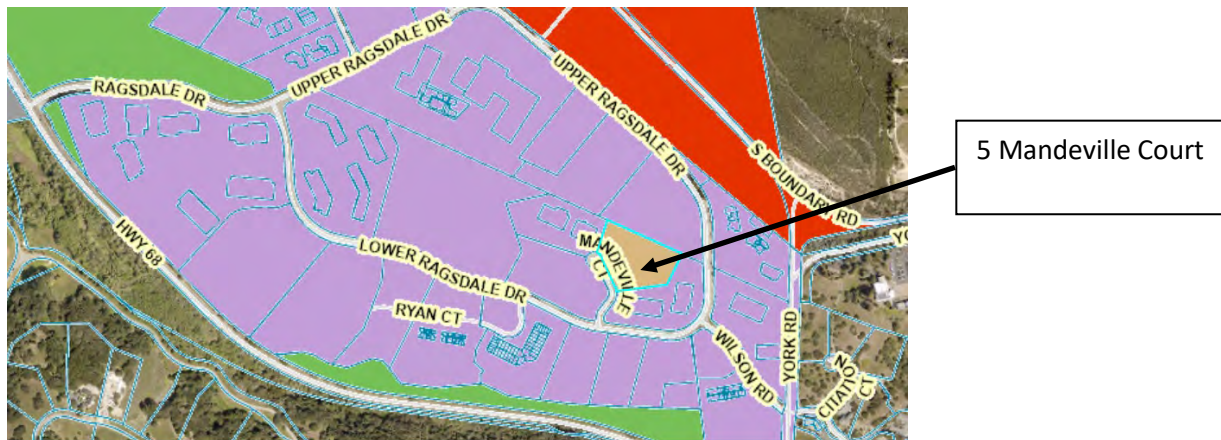 UPPER RAGSDALE DR
RAGSDALE DR
UPPER RAGSDALE DR
S BOUNDARY RD
5 Mandeville Court
YO
HWY 68
LOWER RAGSDALE DR
MANDEVILLE
CT
RYAN CT
WILSON RD
YORK RD
CITATION
CT